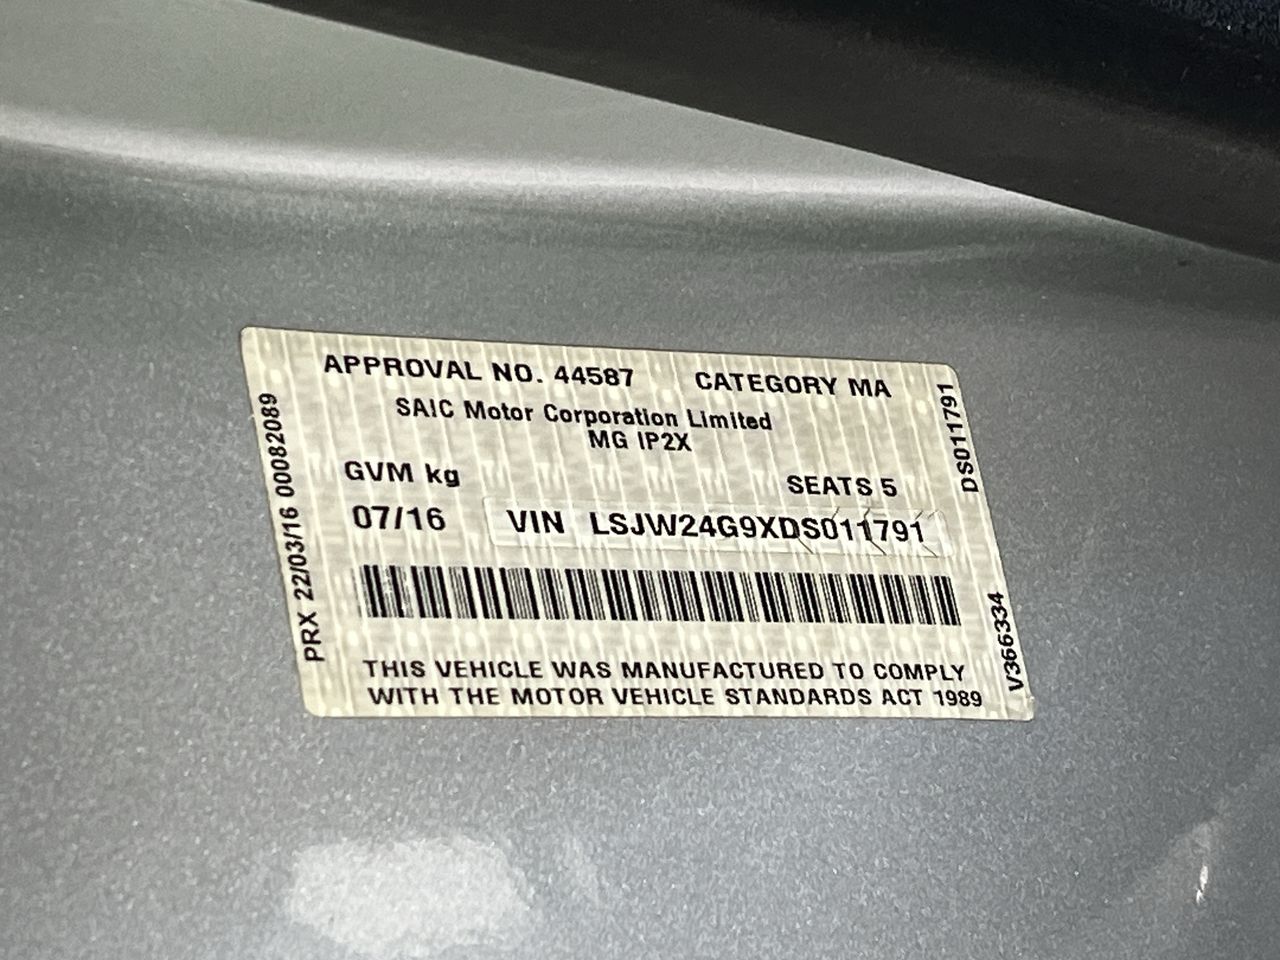 APPROVAL NO. 44587 CATEGORY MA
SAIC Motor Corporation Limited
MG IP2X
GVM kg SEATS 5
07/16 VIN LSJW24G9XDS011791
THIS VEHICLE WAS MANUFACTURED TO COMPLY
WITH THE MOTOR VEHICLE STANDARDS ACT 1989
PRX 22/03/16 00082089
DS011791
V366334